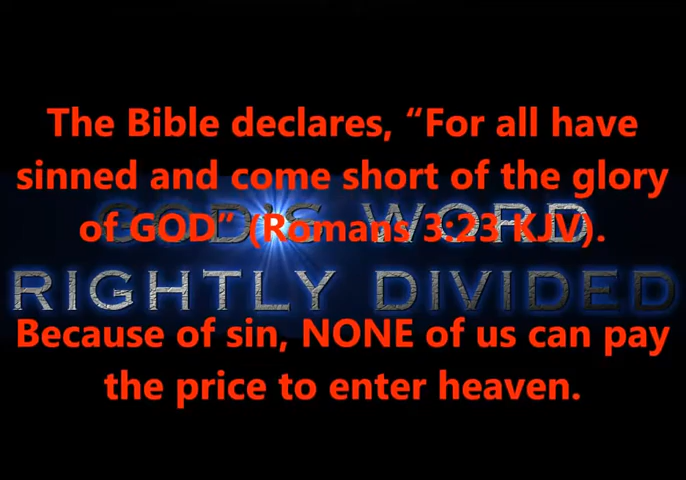 The Bible declares, “For all have
sinned and come short of the glory
of GOD” (Romans 3:23 KJV).
GOD'S WORD
RIGHTLY DIVIDED
Because of sin, NONE of us can pay
the price to enter heaven.